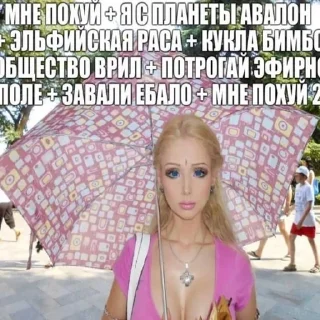 МНЕ ПОХУЙ + Я С ПЛАНЕТЫ АВАЛОН
+ ЭЛЬФИЙСКАЯ РАСА + КУКЛА БИМБО
ОБЩЕСТВО ВРИЛ + ПОТРОГАЙ ЭФИРНО
ПОЛЕ + ЗАВАЛИ ЕБАЛО + МНЕ ПОХУЙ 2